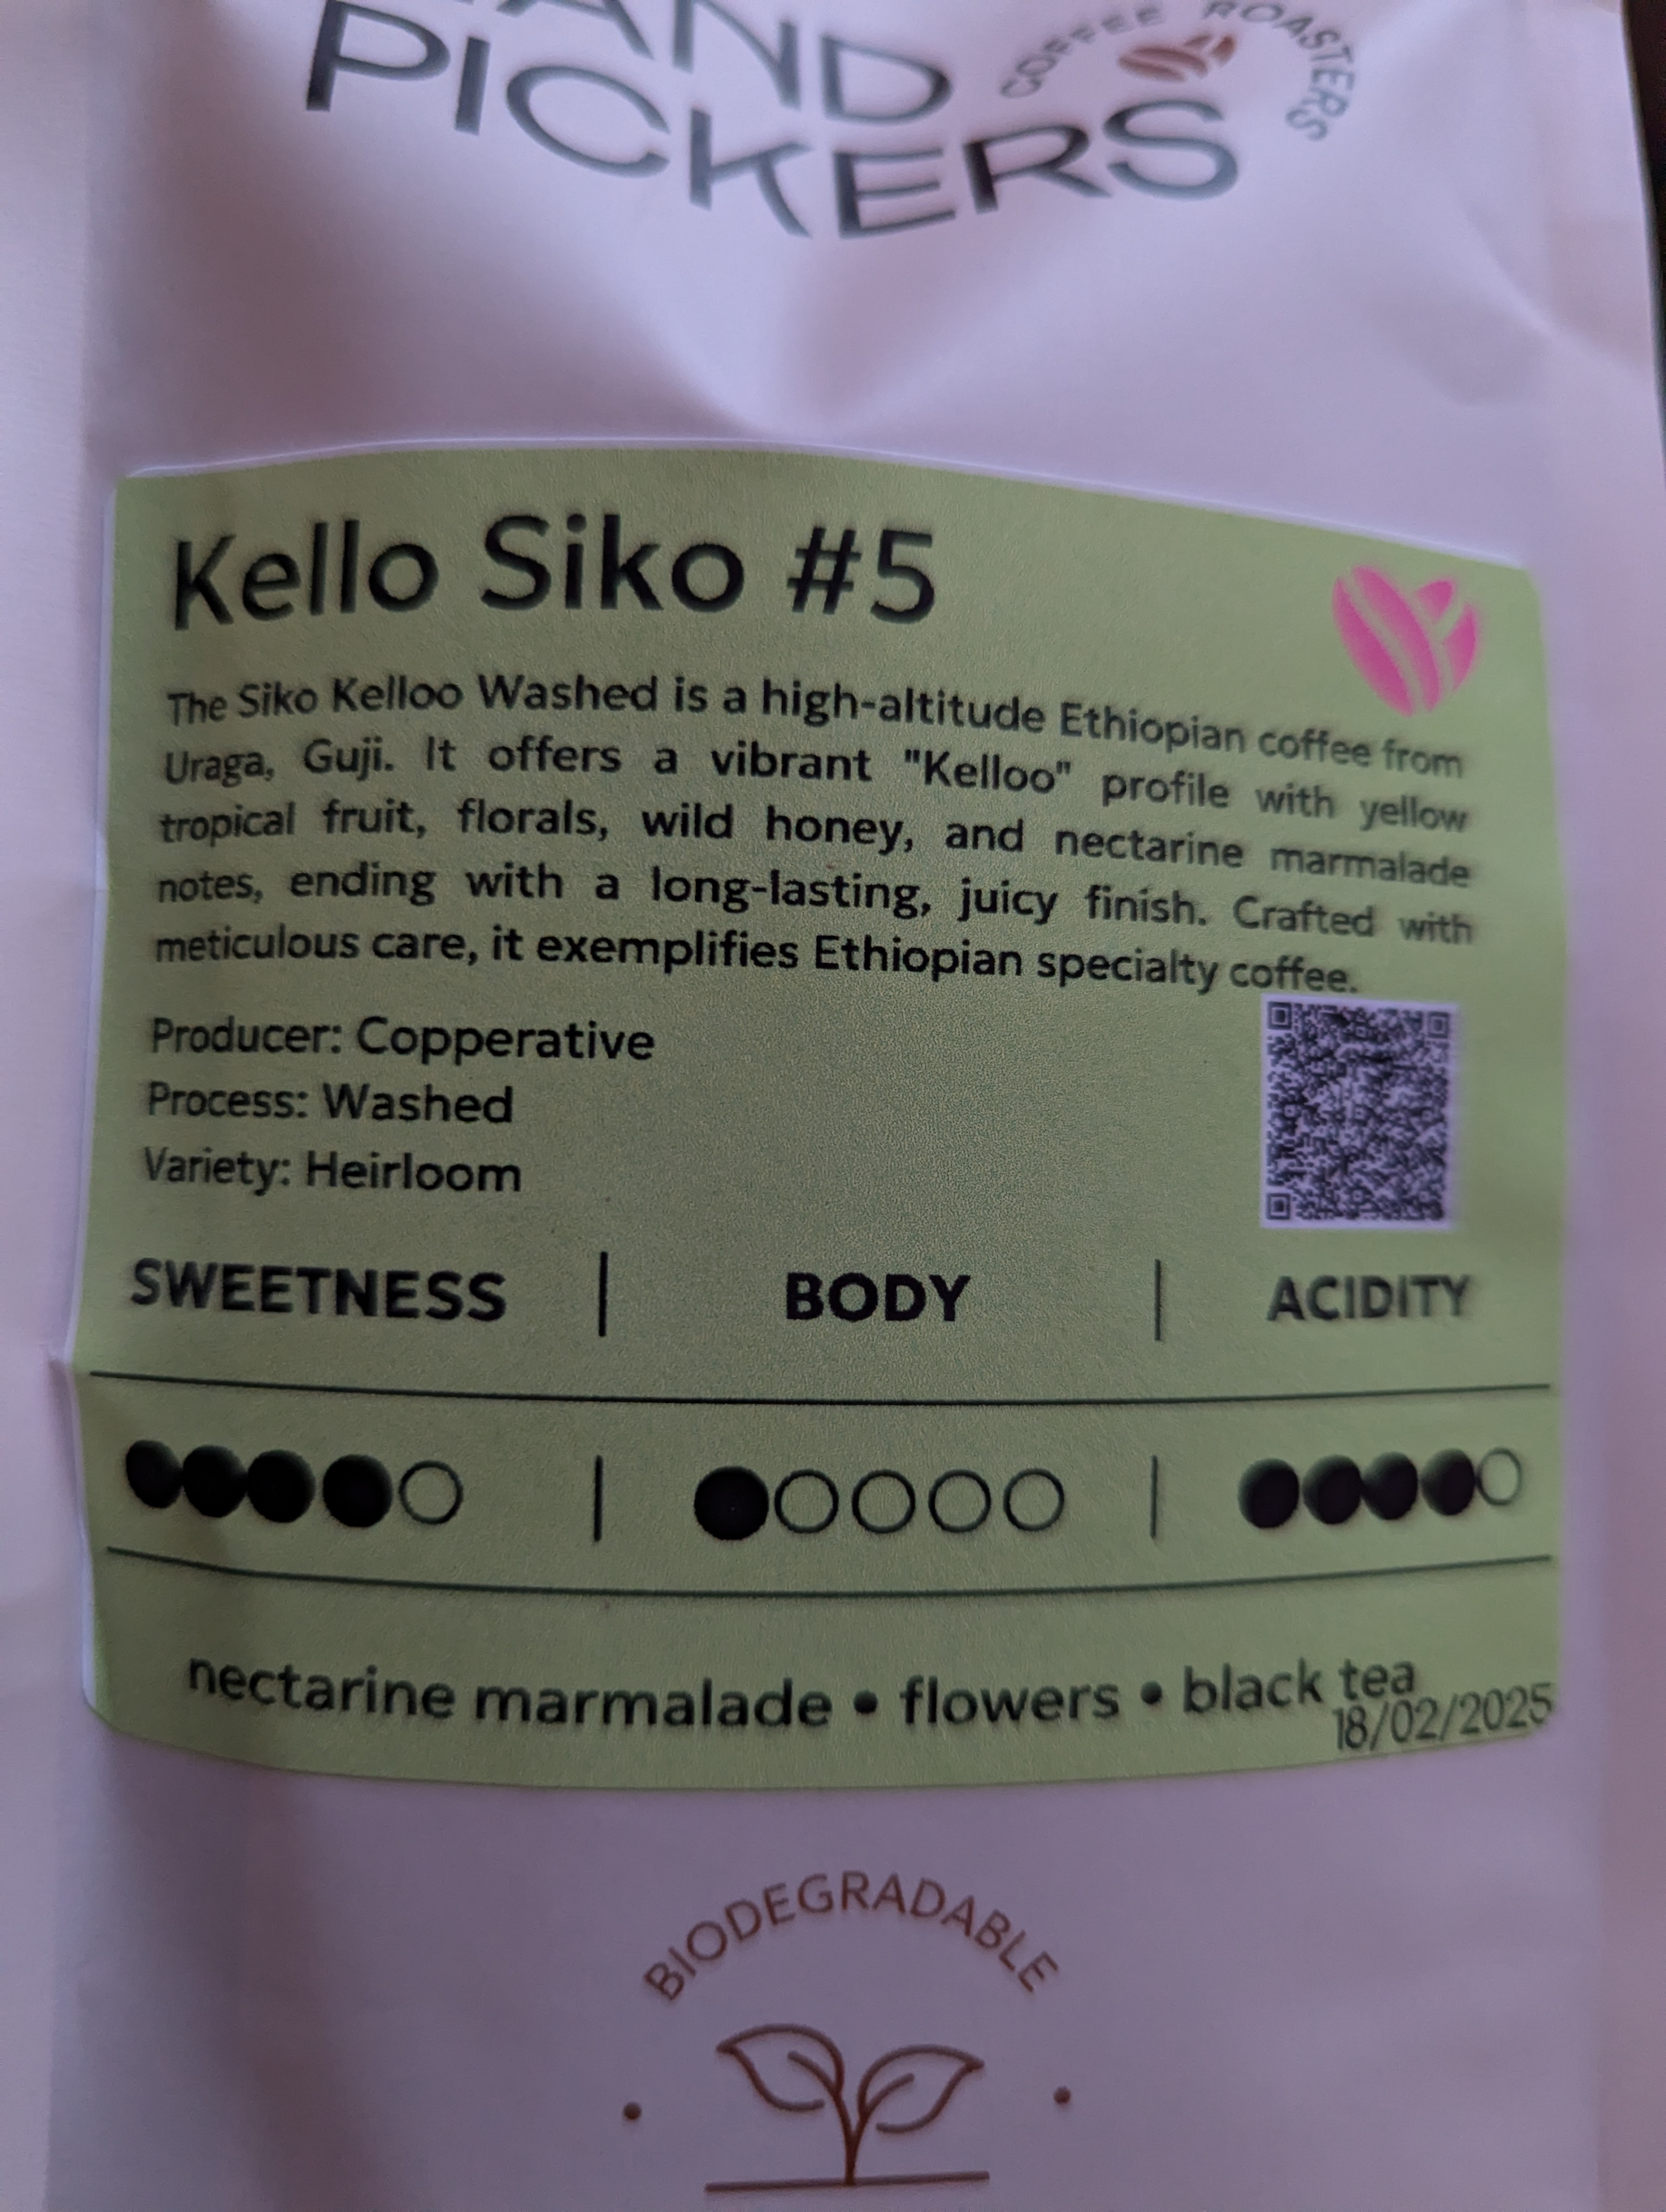 AND
PICKERS
COFFEE ROASTERS
Kello Siko #5
The Siko Kelloo Washed is a high-altitude Ethiopian coffee from
Uraga, Guji. It offers a vibrant "Kelloo" profile with yellow
tropical fruit, florals, wild honey, and nectarine marmalade
notes, ending with a long-lasting, juicy finish. Crafted with
meticulous care, it exemplifies Ethiopian specialty coffee.
Producer: Copperative
Process: Washed
Variety: Heirloom
SWEETNESS | BODY | ACIDITY
nectarine marmalade • flowers • black tea
18/02/2025
BIODEGRADABLE